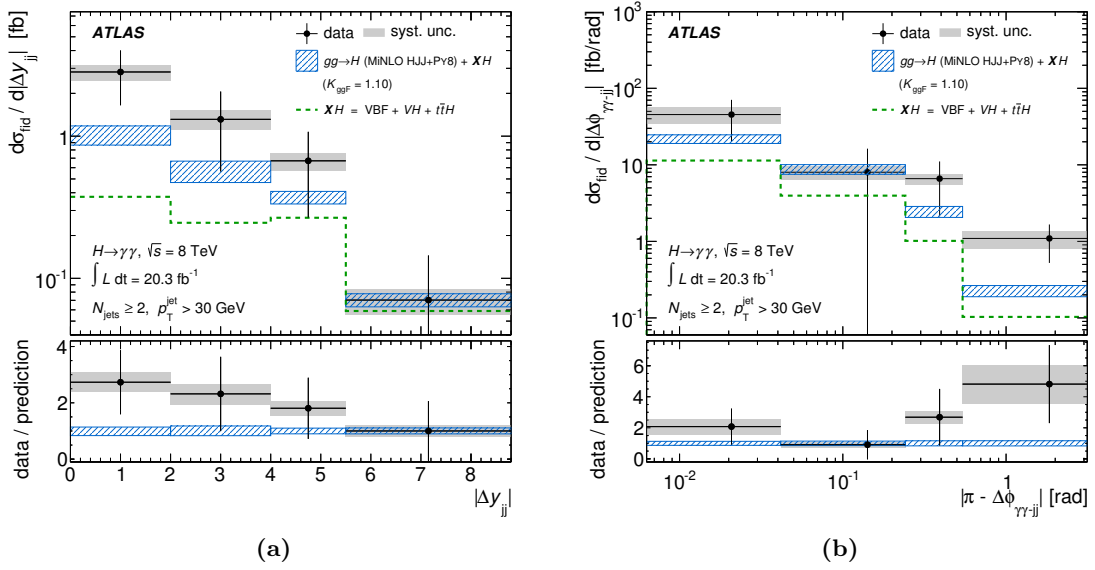 ATLAS
data
syst. unc.
gg→H (MiNLO HJJ+PY8) + XH
(K_ggF = 1.10)
XH = VBF + VH + tt̄H
dσ_fid / d|Δy_jj| [fb]
1
10⁻¹
H→γγ, √s = 8 TeV
∫ L dt = 20.3 fb⁻¹
N_jets ≥ 2, p_T^jet > 30 GeV
data / prediction
4
2
0
0 1 2 3 4 5 6 7 8
|Δy_jj|
(a)
ATLAS
data
syst. unc.
gg→H (MiNLO HJJ+PY8) + XH
(K_ggF = 1.10)
XH = VBF + VH + tt̄H
dσ_fid / d|Δϕ_γγ-jj| [fb/rad]
10³
10²
10
1
10⁻¹
H→γγ, √s = 8 TeV
∫ L dt = 20.3 fb⁻¹
N_jets ≥ 2, p_T^jet > 30 GeV
data / prediction
6
4
2
0
10⁻² 10⁻¹ 1
|π - Δϕ_γγ-jj| [rad]
(b)